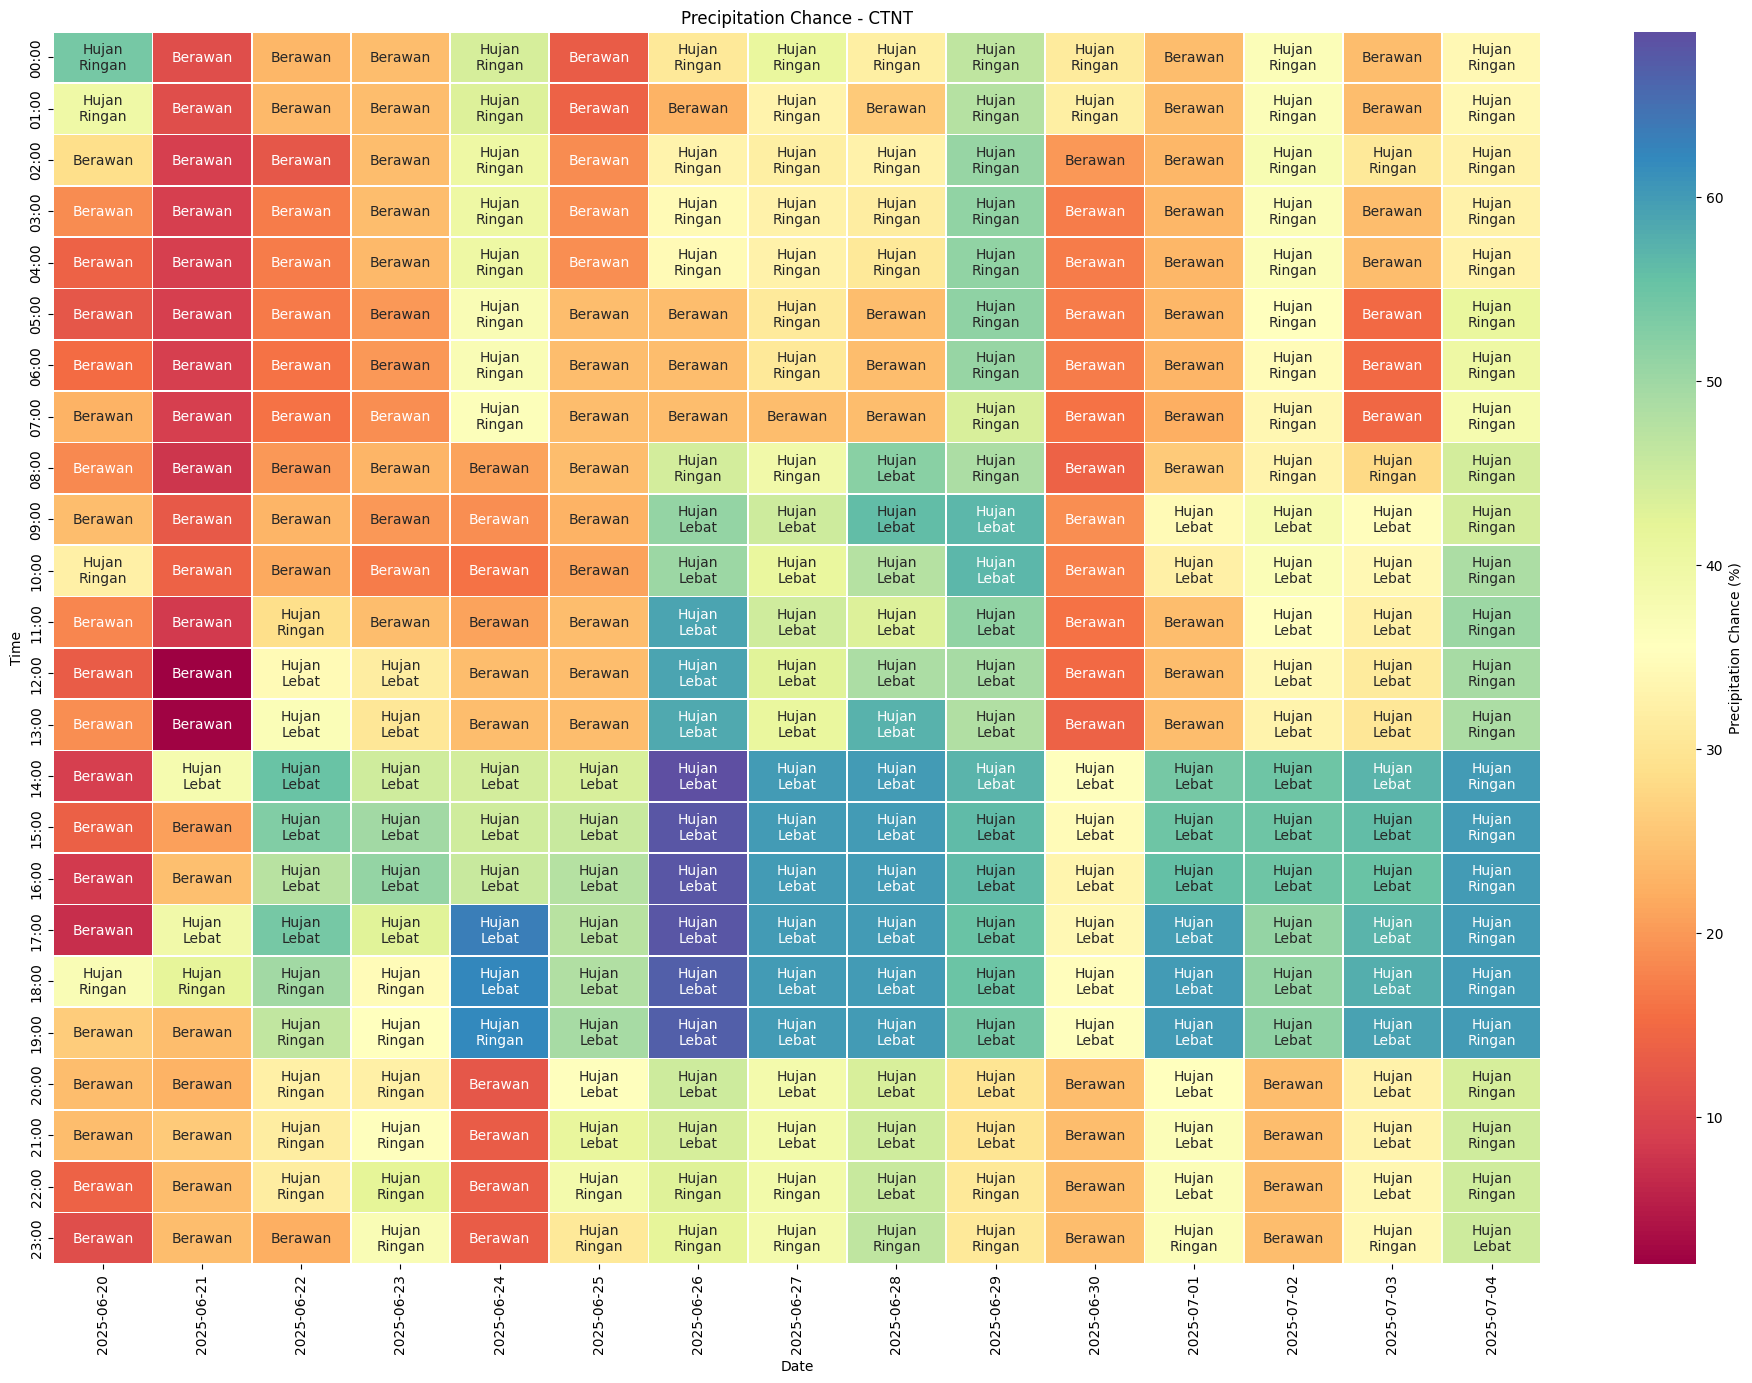 Precipitation Chance - CTNT
00:00 Hujan Ringan Berawan Berawan Berawan Hujan Ringan Berawan Hujan Ringan Hujan Ringan Hujan Ringan Hujan Ringan Hujan Ringan Berawan Hujan Ringan Berawan Hujan Ringan
01:00 Hujan Ringan Berawan Berawan Berawan Hujan Ringan Berawan Berawan Hujan Ringan Berawan Hujan Ringan Hujan Ringan Berawan Hujan Ringan Berawan Hujan Ringan
02:00 Berawan Berawan Berawan Berawan Hujan Ringan Berawan Hujan Ringan Hujan Ringan Hujan Ringan Hujan Ringan Berawan Berawan Hujan Ringan Hujan Ringan Hujan Ringan
03:00 Berawan Berawan Berawan Berawan Hujan Ringan Berawan Hujan Ringan Hujan Ringan Hujan Ringan Hujan Ringan Berawan Berawan Hujan Ringan Berawan Hujan Ringan
04:00 Berawan Berawan Berawan Berawan Hujan Ringan Berawan Hujan Ringan Hujan Ringan Hujan Ringan Hujan Ringan Berawan Berawan Hujan Ringan Berawan Hujan Ringan
05:00 Berawan Berawan Berawan Berawan Hujan Ringan Berawan Berawan Hujan Ringan Berawan Hujan Ringan Berawan Berawan Hujan Ringan Berawan Hujan Ringan
06:00 Berawan Berawan Berawan Berawan Hujan Ringan Berawan Berawan Hujan Ringan Berawan Hujan Ringan Berawan Berawan Hujan Ringan Berawan Hujan Ringan
07:00 Berawan Berawan Berawan Berawan Hujan Ringan Berawan Berawan Berawan Berawan Hujan Ringan Berawan Berawan Hujan Ringan Berawan Hujan Ringan
08:00 Berawan Berawan Berawan Berawan Berawan Berawan Hujan Ringan Hujan Ringan Hujan Lebat Hujan Ringan Berawan Berawan Hujan Ringan Hujan Ringan Hujan Ringan
09:00 Berawan Berawan Berawan Berawan Berawan Berawan Hujan Lebat Hujan Lebat Hujan Lebat Hujan Lebat Berawan Hujan Lebat Hujan Lebat Hujan Lebat Hujan Ringan
10:00 Hujan Ringan Berawan Berawan Berawan Berawan Berawan Hujan Lebat Hujan Lebat Hujan Lebat Hujan Lebat Berawan Hujan Lebat Hujan Lebat Hujan Lebat Hujan Ringan
11:00 Berawan Berawan Hujan Ringan Berawan Berawan Berawan Hujan Lebat Hujan Lebat Hujan Lebat Hujan Lebat Berawan Berawan Hujan Lebat Hujan Lebat Hujan Ringan
12:00 Berawan Berawan Hujan Lebat Hujan Lebat Berawan Berawan Hujan Lebat Hujan Lebat Hujan Lebat Hujan Lebat Berawan Berawan Hujan Lebat Hujan Lebat Hujan Ringan
13:00 Berawan Berawan Hujan Lebat Hujan Lebat Berawan Berawan Hujan Lebat Hujan Lebat Hujan Lebat Hujan Lebat Berawan Berawan Hujan Lebat Hujan Lebat Hujan Ringan
14:00 Berawan Hujan Lebat Hujan Lebat Hujan Lebat Hujan Lebat Hujan Lebat Hujan Lebat Hujan Lebat Hujan Lebat Hujan Lebat Hujan Lebat Hujan Lebat Hujan Lebat Hujan Lebat Hujan Ringan
15:00 Berawan Berawan Hujan Lebat Hujan Lebat Hujan Lebat Hujan Lebat Hujan Lebat Hujan Lebat Hujan Lebat Hujan Lebat Hujan Lebat Hujan Lebat Hujan Lebat Hujan Lebat Hujan Ringan
16:00 Berawan Berawan Hujan Lebat Hujan Lebat Hujan Lebat Hujan Lebat Hujan Lebat Hujan Lebat Hujan Lebat Hujan Lebat Hujan Lebat Hujan Lebat Hujan Lebat Hujan Lebat Hujan Ringan
17:00 Berawan Hujan Lebat Hujan Lebat Hujan Lebat Hujan Lebat Hujan Lebat Hujan Lebat Hujan Lebat Hujan Lebat Hujan Lebat Hujan Lebat Hujan Lebat Hujan Lebat Hujan Lebat Hujan Ringan
18:00 Hujan Ringan Hujan Ringan Hujan Ringan Hujan Ringan Hujan Lebat Hujan Lebat Hujan Lebat Hujan Lebat Hujan Lebat Hujan Lebat Hujan Lebat Hujan Lebat Hujan Lebat Hujan Lebat Hujan Ringan
19:00 Berawan Berawan Hujan Ringan Hujan Ringan Hujan Ringan Hujan Lebat Hujan Lebat Hujan Lebat Hujan Lebat Hujan Lebat Hujan Lebat Hujan Lebat Hujan Lebat Hujan Lebat Hujan Ringan
20:00 Berawan Berawan Hujan Ringan Hujan Ringan Berawan Hujan Lebat Hujan Lebat Hujan Lebat Hujan Lebat Hujan Lebat Berawan Hujan Lebat Berawan Hujan Lebat Hujan Ringan
21:00 Berawan Berawan Hujan Ringan Hujan Ringan Berawan Hujan Lebat Hujan Lebat Hujan Lebat Hujan Lebat Hujan Lebat Berawan Hujan Lebat Berawan Hujan Lebat Hujan Ringan
22:00 Berawan Berawan Hujan Ringan Hujan Ringan Berawan Hujan Ringan Hujan Ringan Hujan Ringan Hujan Lebat Hujan Ringan Berawan Hujan Lebat Berawan Hujan Lebat Hujan Ringan
23:00 Berawan Berawan Berawan Hujan Ringan Berawan Hujan Ringan Hujan Ringan Hujan Ringan Hujan Ringan Hujan Ringan Berawan Hujan Ringan Berawan Hujan Ringan Hujan Lebat
Time
2025-06-20 2025-06-21 2025-06-22 2025-06-23 2025-06-24 2025-06-25 2025-06-26 2025-06-27 2025-06-28 2025-06-29 2025-06-30 2025-07-01 2025-07-02 2025-07-03 2025-07-04
Date
60
50
40
30
20
10
Precipitation Chance (%)